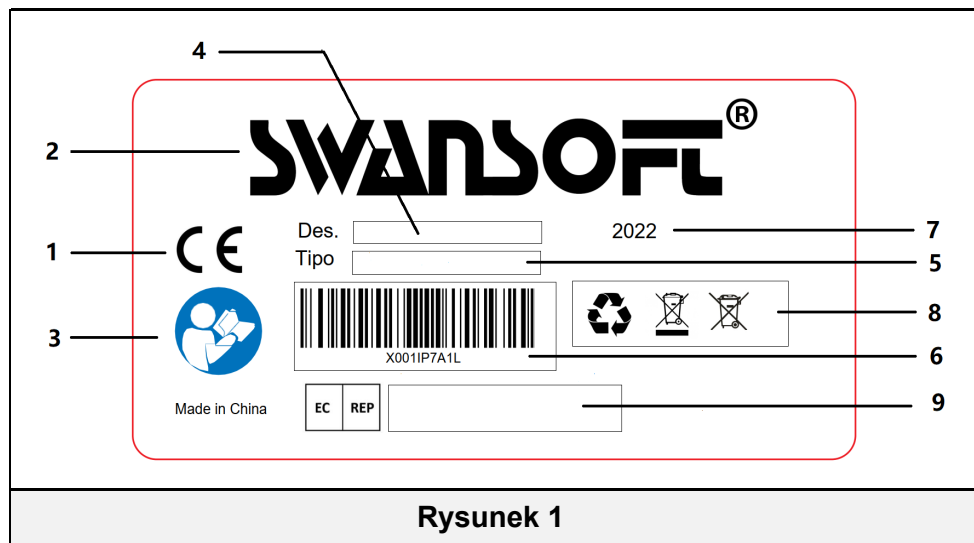 4
SWANSOFT®
2
Des.
2022
7
1
CE
Tipo
5
3
X001IP7A1L
8
6
Made in China
EC REP
9
Rysunek 1